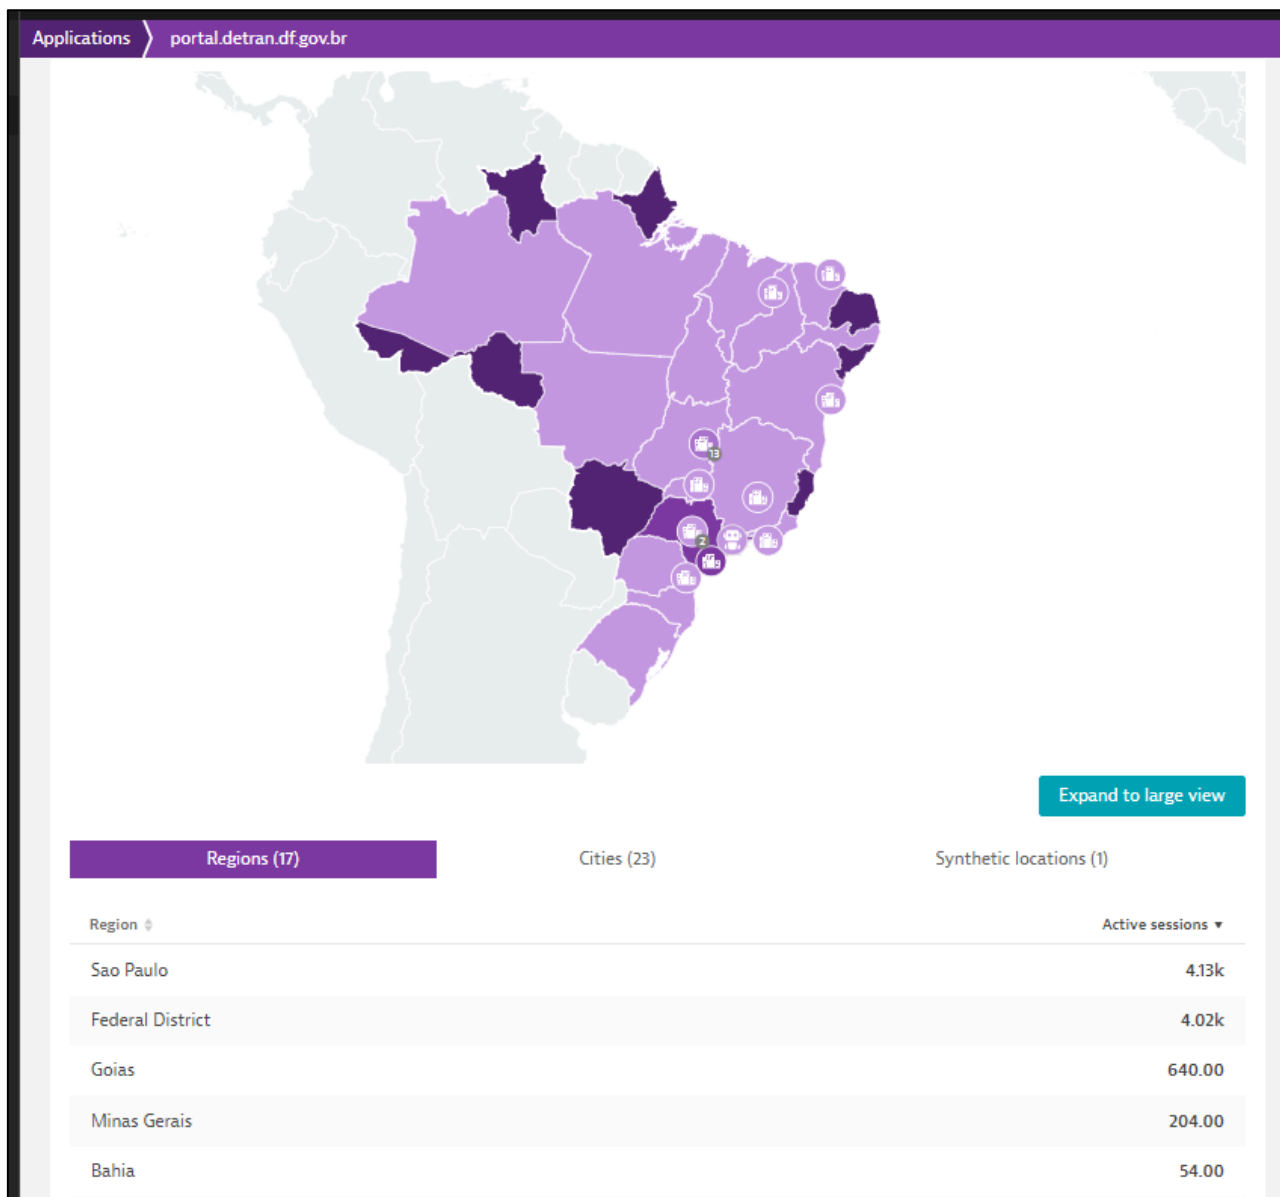 Applications portal.detran.df.gov.br
13
2
Expand to large view
Regions (17) Cities (23) Synthetic locations (1)
Region Active sessions
Sao Paulo 4.13k
Federal District 4.02k
Goias 640.00
Minas Gerais 204.00
Bahia 54.00